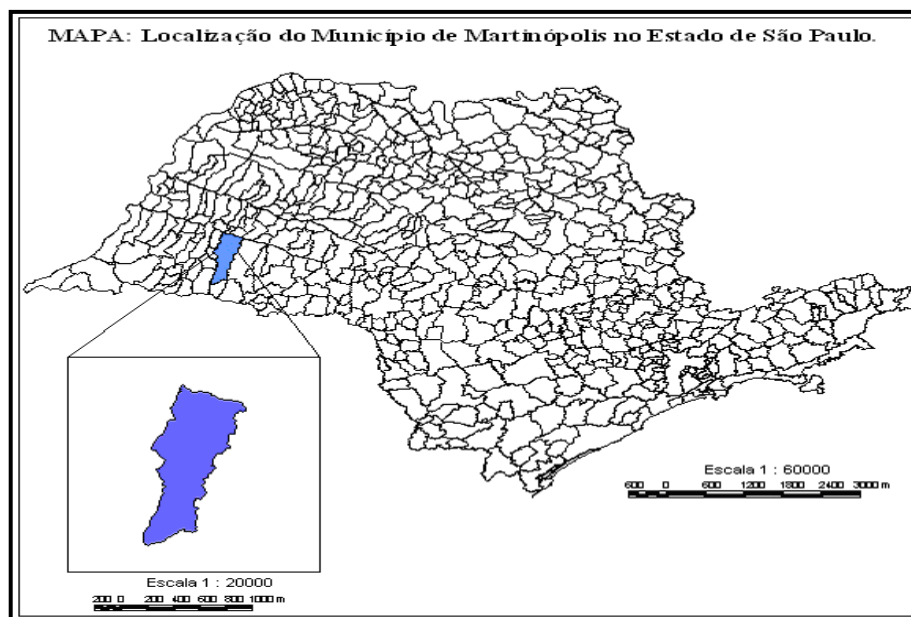 MAPA: Localização do Município de Martinópolis no Estado de São Paulo.
Escala 1 : 60000
600 0 600 1200 1800 2400 3000 m
Escala 1 : 20000
200 0 200 400 600 800 1000 m